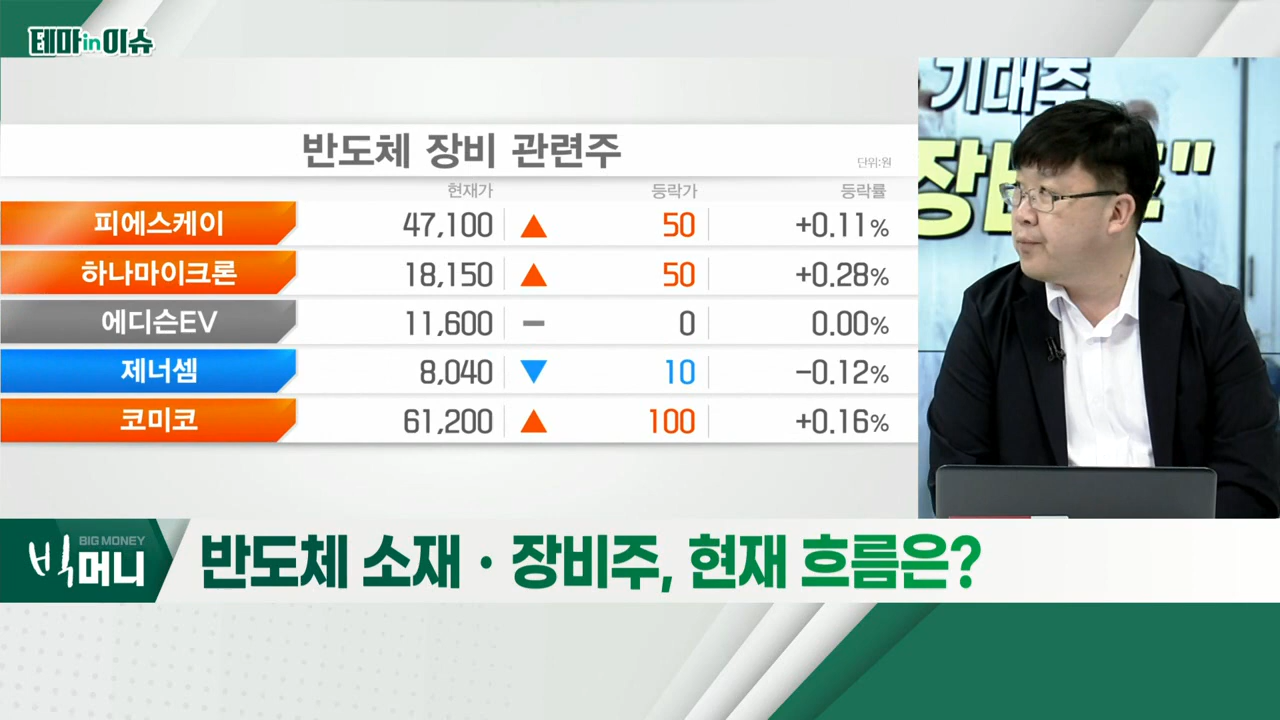 테마in이슈
기대주
장비주"
반도체 장비 관련주
단위:원
현재가 등락가 등락률
피에스케이 47,100 ▲ 50 +0.11%
하나마이크론 18,150 ▲ 50 +0.28%
에디슨EV 11,600 - 0 0.00%
제너셈 8,040 ▼ 10 -0.12%
코미코 61,200 ▲ 100 +0.16%
BIG MONEY
빅머니
반도체 소재·장비주, 현재 흐름은?